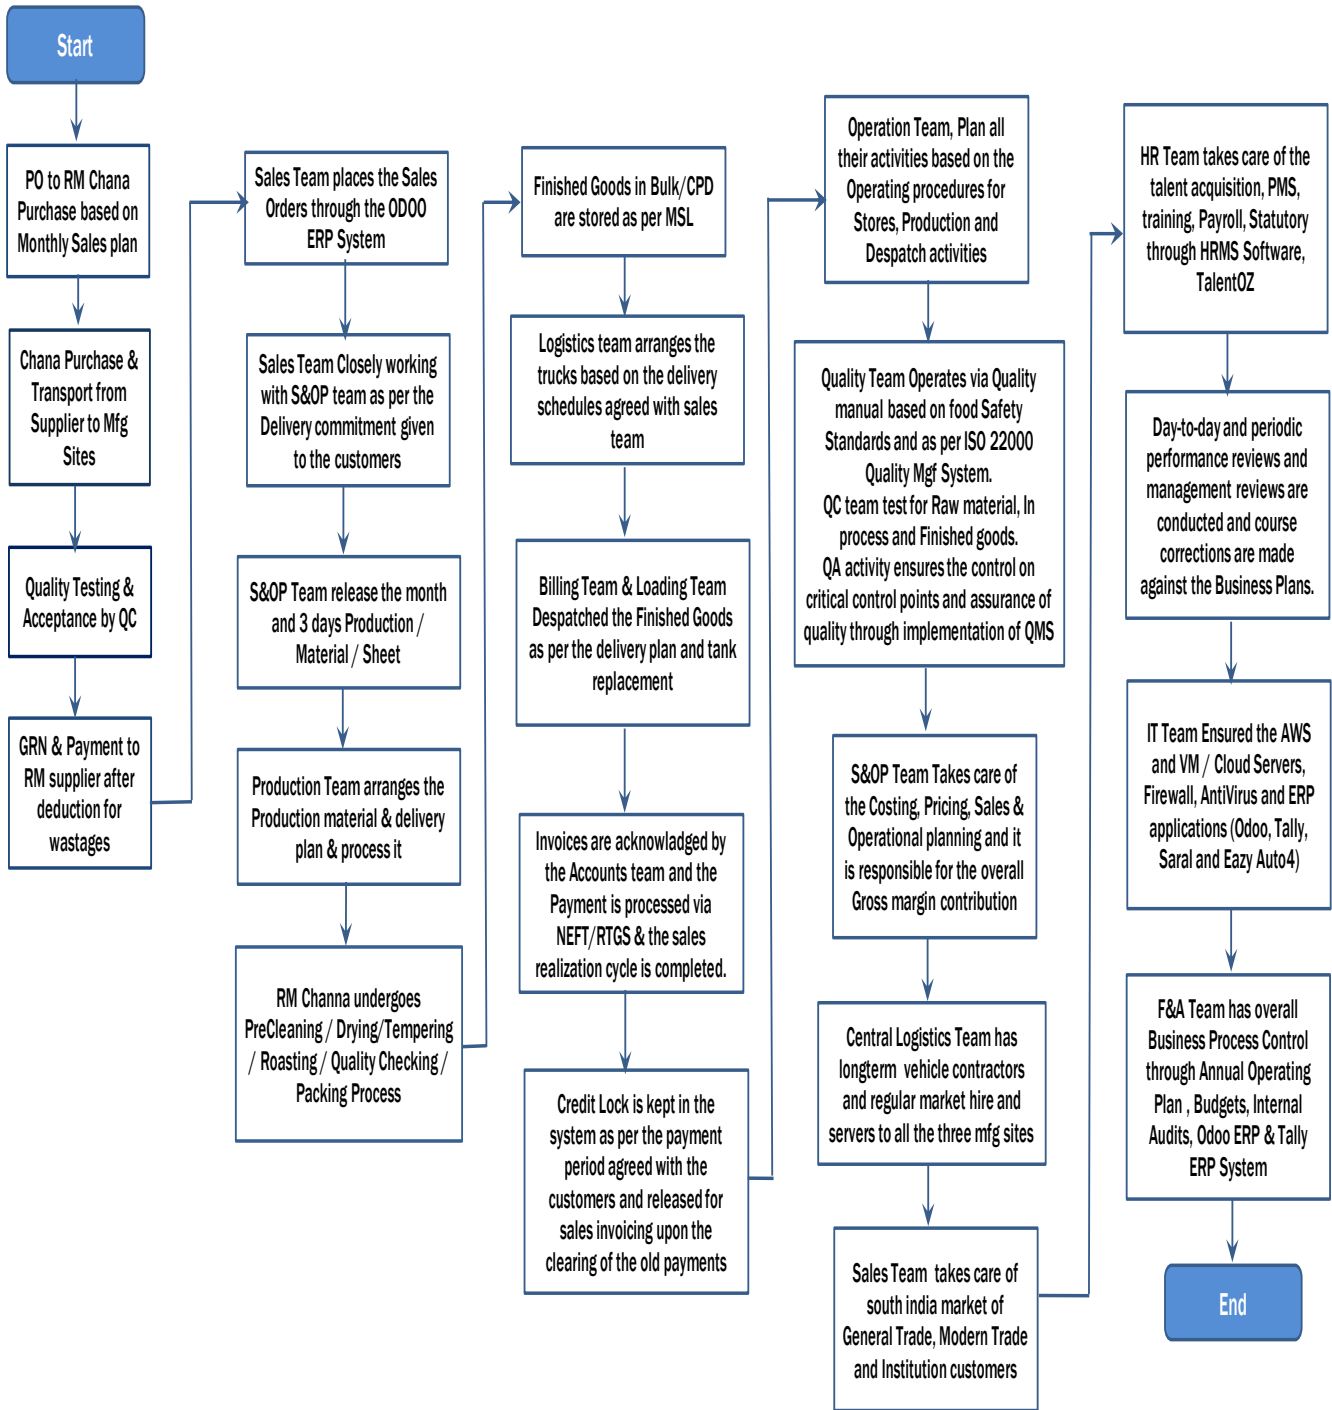 Start
PO to RM Chana
Purchase based on
Monthly Sales plan
Chana Purchase &
Transport from
Supplier to Mfg
Sites
Quality Testing &
Acceptance by QC
GRN & Payment to
RM supplier after
deduction for
wastages
Sales Team places the Sales
Orders through the ODOO
ERP System
Sales Team Closely working
with S&OP team as per the
Delivery commitment given
to the customers
S&OP Team release the month
and 3 days Production /
Material / Sheet
Production Team arranges the
Production material & delivery
plan & process it
RM Channa undergoes
PreCleaning / Drying/Tempering
/ Roasting / Quality Checking /
Packing Process
Finished Goods in Bulk/CPD
are stored as per MSL
Logistics team arranges the
trucks based on the delivery
schedules agreed with sales
team
Billing Team & Loading Team
Despatched the Finished Goods
as per the delivery plan and tank
replacement
Invoices are acknowladged by
the Accounts team and the
Payment is processed via
NEFT/RTGS & the sales
realization cycle is completed.
Credit Lock is kept in the
system as per the payment
period agreed with the
customers and released for
sales invoicing upon the
clearing of the old payments
Operation Team, Plan all
their activities based on the
Operating procedures for
Stores, Production and
Despatch activities
Quality Team Operates via Quality
manual based on food Safety
Standards and as per ISO 22000
Quality Mgf System.
QC team test for Raw material, In
process and Finished goods.
QA activity ensures the control on
critical control points and assurance of
quality through implementation of QMS
S&OP Team Takes care of
the Costing, Pricing, Sales &
Operational planning and it
is responsible for the overall
Gross margin contribution
Central Logistics Team has
longterm vehicle contractors
and regular market hire and
servers to all the three mfg sites
Sales Team takes care of
south india market of
General Trade, Modern Trade
and Institution customers
HR Team takes care of the
talent acquisition, PMS,
training, Payroll, Statutory
through HRMS Software,
TalentOZ
Day-to-day and periodic
performance reviews and
management reviews are
conducted and course
corrections are made
against the Business Plans.
IT Team Ensured the AWS
and VM / Cloud Servers,
Firewall, AntiVirus and ERP
applications (Odoo, Tally,
Saral and Eazy Auto4)
F&A Team has overall
Business Process Control
through Annual Operating
Plan , Budgets, Internal
Audits, Odoo ERP & Tally
ERP System
End